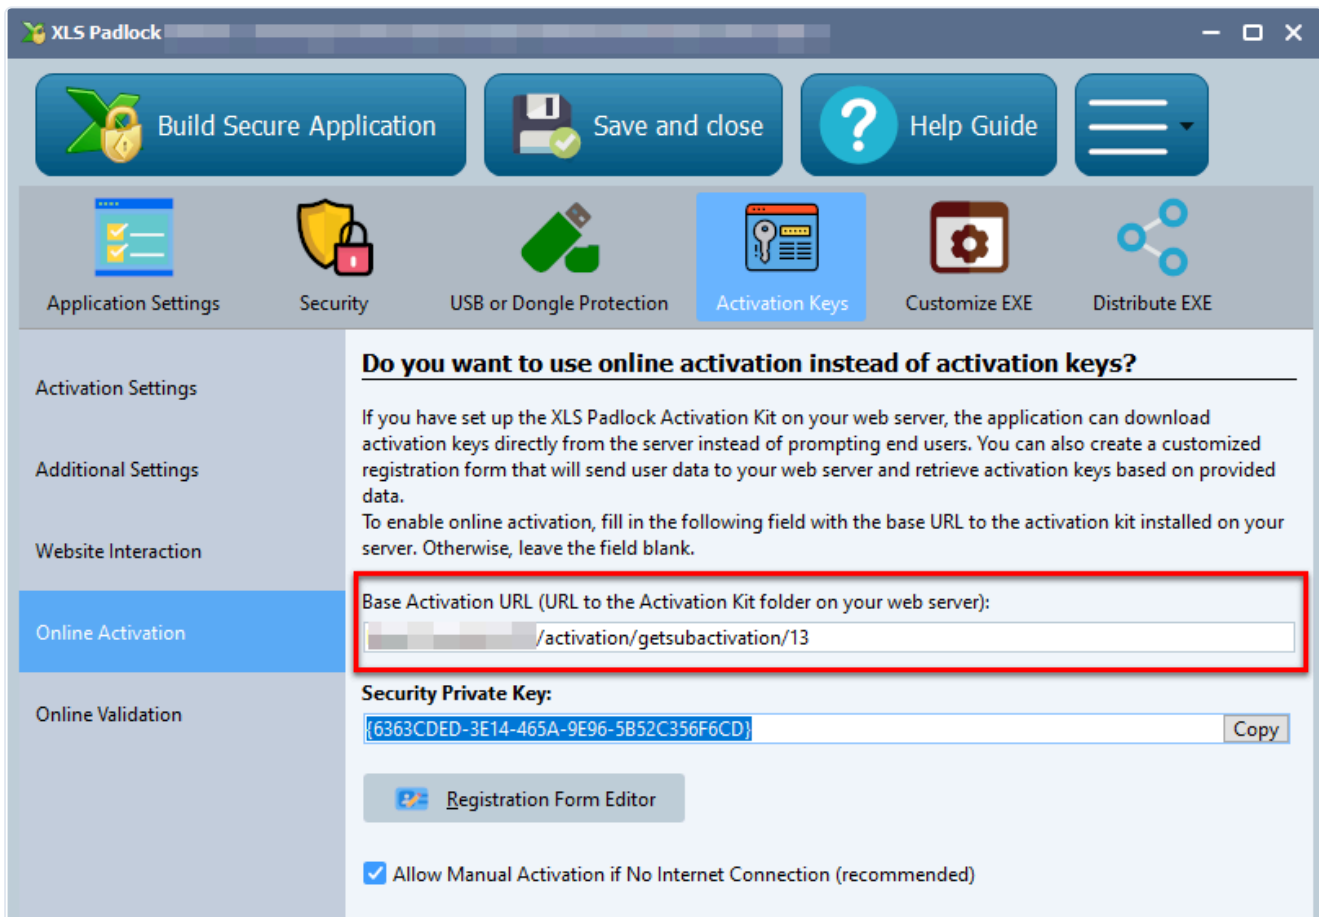 XLS Padlock
Build Secure Application
Save and close
Help Guide
Application Settings
Security
USB or Dongle Protection
Activation Keys
Customize EXE
Distribute EXE
Activation Settings
Additional Settings
Website Interaction
Online Activation
Online Validation
Do you want to use online activation instead of activation keys?
If you have set up the XLS Padlock Activation Kit on your web server, the application can download
activation keys directly from the server instead of prompting end users. You can also create a customized
registration form that will send user data to your web server and retrieve activation keys based on provided
data.
To enable online activation, fill in the following field with the base URL to the activation kit installed on your
server. Otherwise, leave the field blank.
Base Activation URL (URL to the Activation Kit folder on your web server):
/activation/getsubactivation/13
Security Private Key:
{6363CDED-3E14-465A-9E96-5B52C356F6CD}
Copy
Registration Form Editor
Allow Manual Activation if No Internet Connection (recommended)